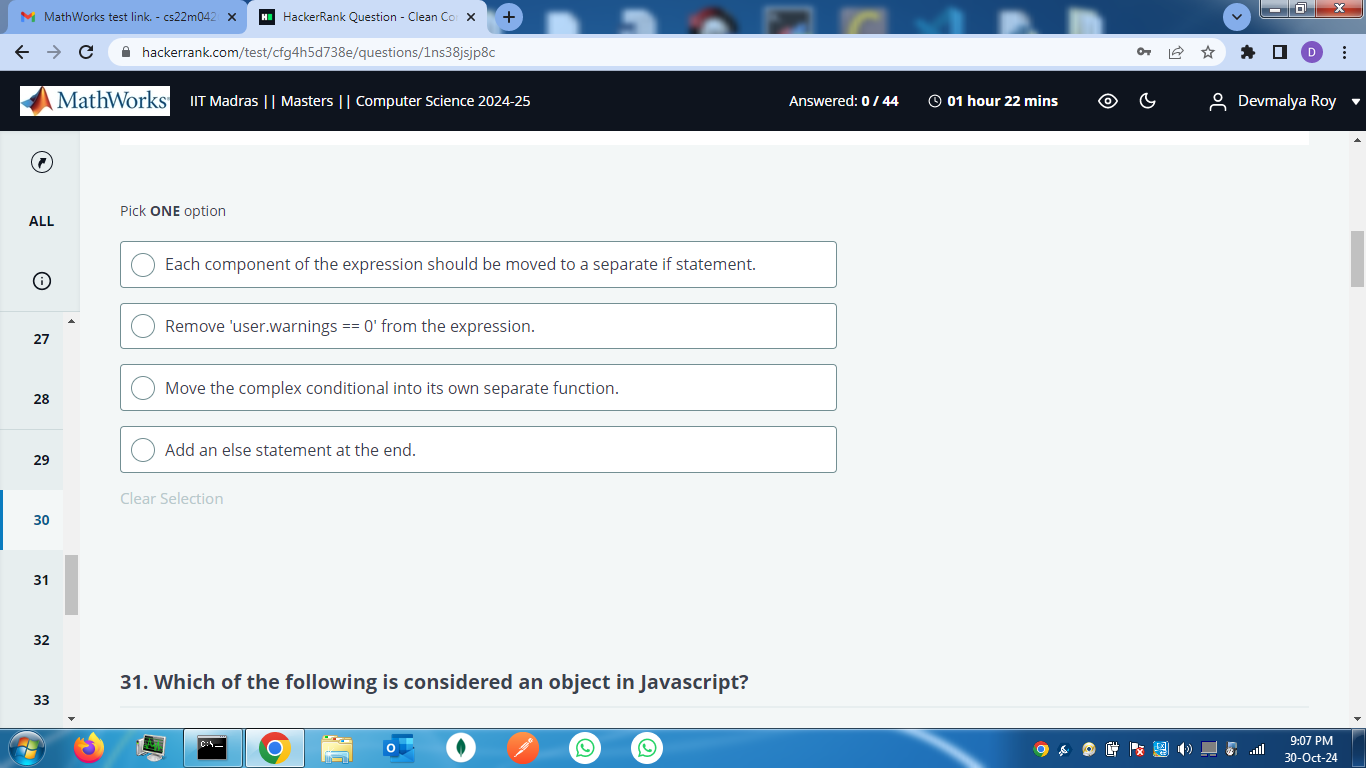 MathWorks test link. - cs22m042
HackerRank Question - Clean Co
hackerrank.com/test/cfg4h5d738e/questions/1ns38jsjp8c
D
MathWorks
IIT Madras || Masters || Computer Science 2024-25
Answered: 0 / 44
01 hour 22 mins
Devmalya Roy
ALL
27
28
29
30
31
32
33
Pick ONE option
Each component of the expression should be moved to a separate if statement.
Remove 'user.warnings == 0' from the expression.
Move the complex conditional into its own separate function.
Add an else statement at the end.
Clear Selection
31. Which of the following is considered an object in Javascript?
9:07 PM
30-Oct-24